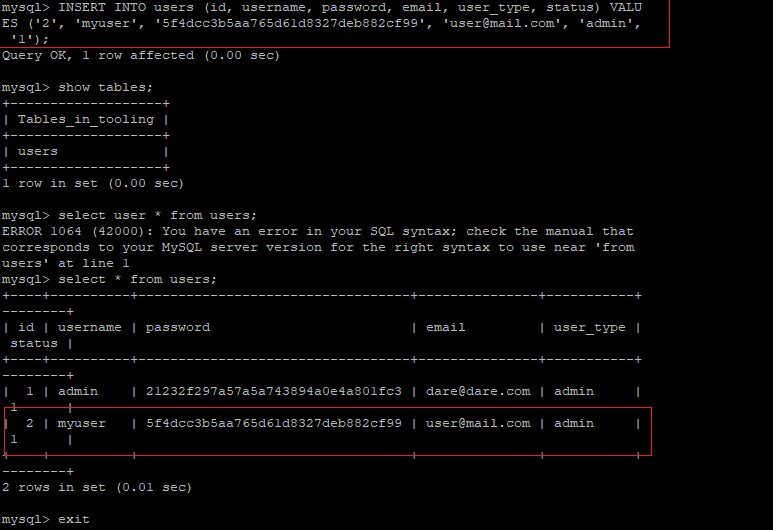 mysql> INSERT INTO users (id, username, password, email, user_type, status) VALU
ES ('2', 'myuser', '5f4dcc3b5aa765d61d8327deb882cf99', 'user@mail.com', 'admin',
 '1');
Query OK, 1 row affected (0.00 sec)

mysql> show tables;
+-------------------+
| Tables_in_tooling |
+-------------------+
| users             |
+-------------------+
1 row in set (0.00 sec)

mysql> select user * from users;
ERROR 1064 (42000): You have an error in your SQL syntax; check the manual that
corresponds to your MySQL server version for the right syntax to use near 'from
users' at line 1
mysql> select * from users;
+----+----------+----------------------------------+---------------+-----------+
--------+
| id | username | password                         | email         | user_type |
 status |
+----+----------+----------------------------------+---------------+-----------+
--------+
|  1 | admin    | 21232f297a57a5a743894a0e4a801fc3 | dare@dare.com | admin     |
 1      |
|  2 | myuser   | 5f4dcc3b5aa765d61d8327deb882cf99 | user@mail.com | admin     |
 1      |
+----+----------+----------------------------------+---------------+-----------+
--------+
2 rows in set (0.01 sec)

mysql> exit